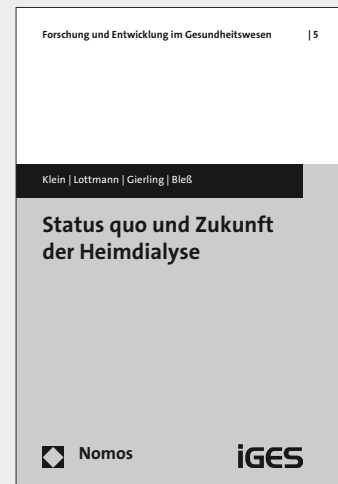 Forschung und Entwicklung im Gesundheitswesen | 5
Klein | Lottmann | Gierling | Bleß
Status quo und Zukunft
der Heimdialyse
Nomos
iGES